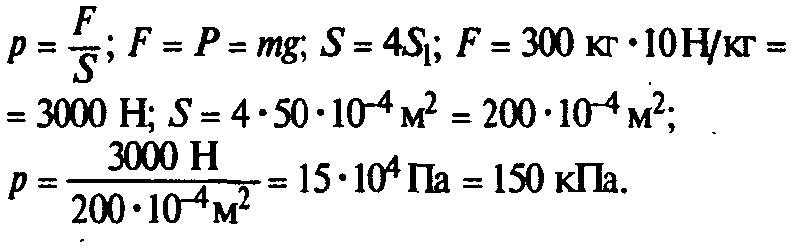 p = F/S; F = P = mg; S = 4S₁; F = 300 кг · 10 Н/кг =
= 3000 Н; S = 4 · 50 · 10⁻⁴ м² = 200 · 10⁻⁴ м²;
p = 3000 Н / 200 · 10⁻⁴ м² = 15 · 10⁴ Па = 150 кПа.